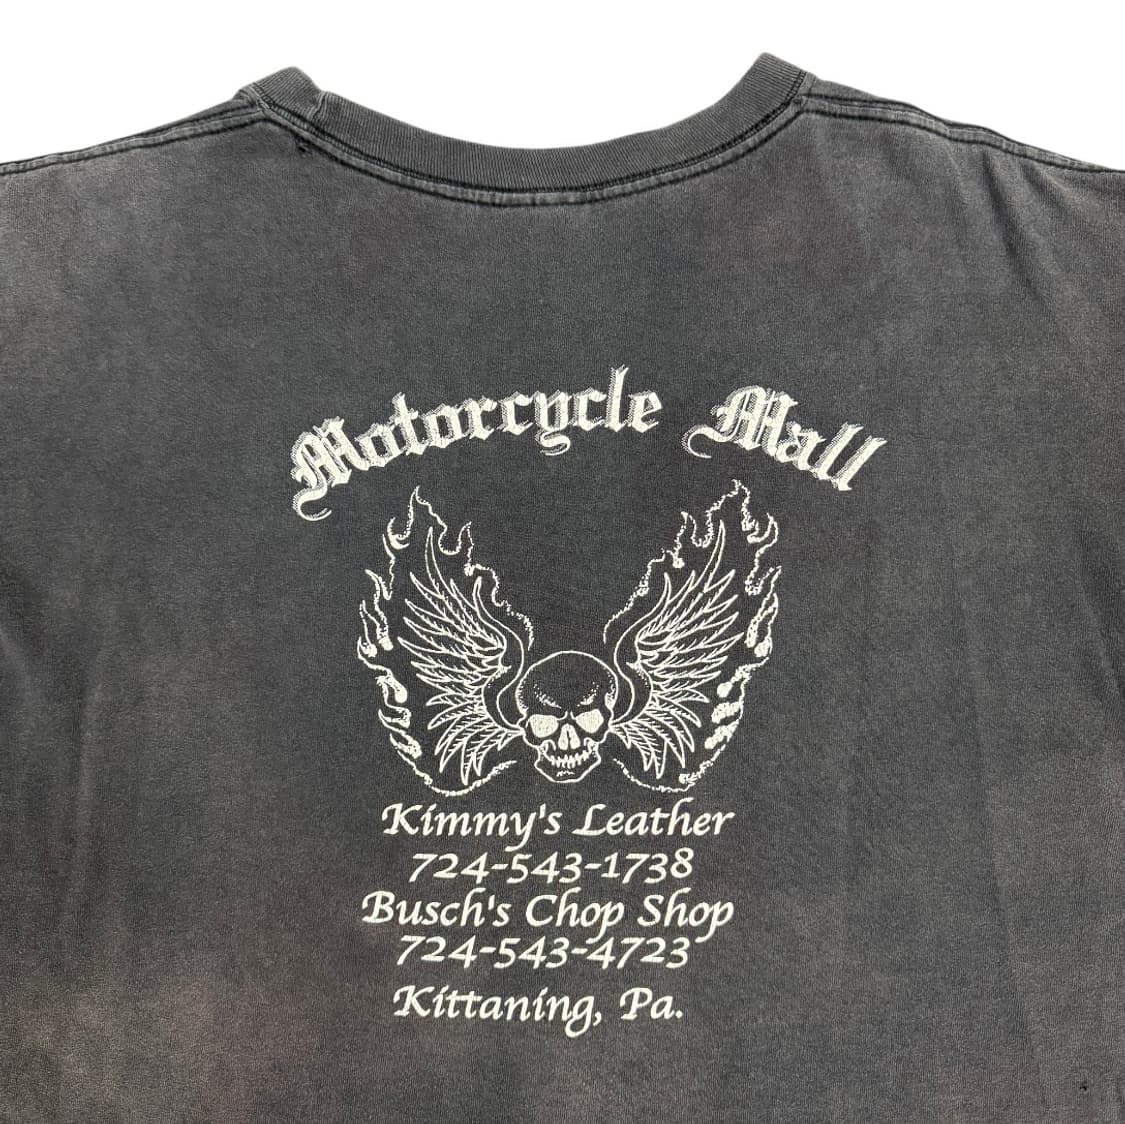 Motorcycle Mall
Kimmy's Leather
724-543-1738
Busch's Chop Shop
724-543-4723
Kittaning, Pa.